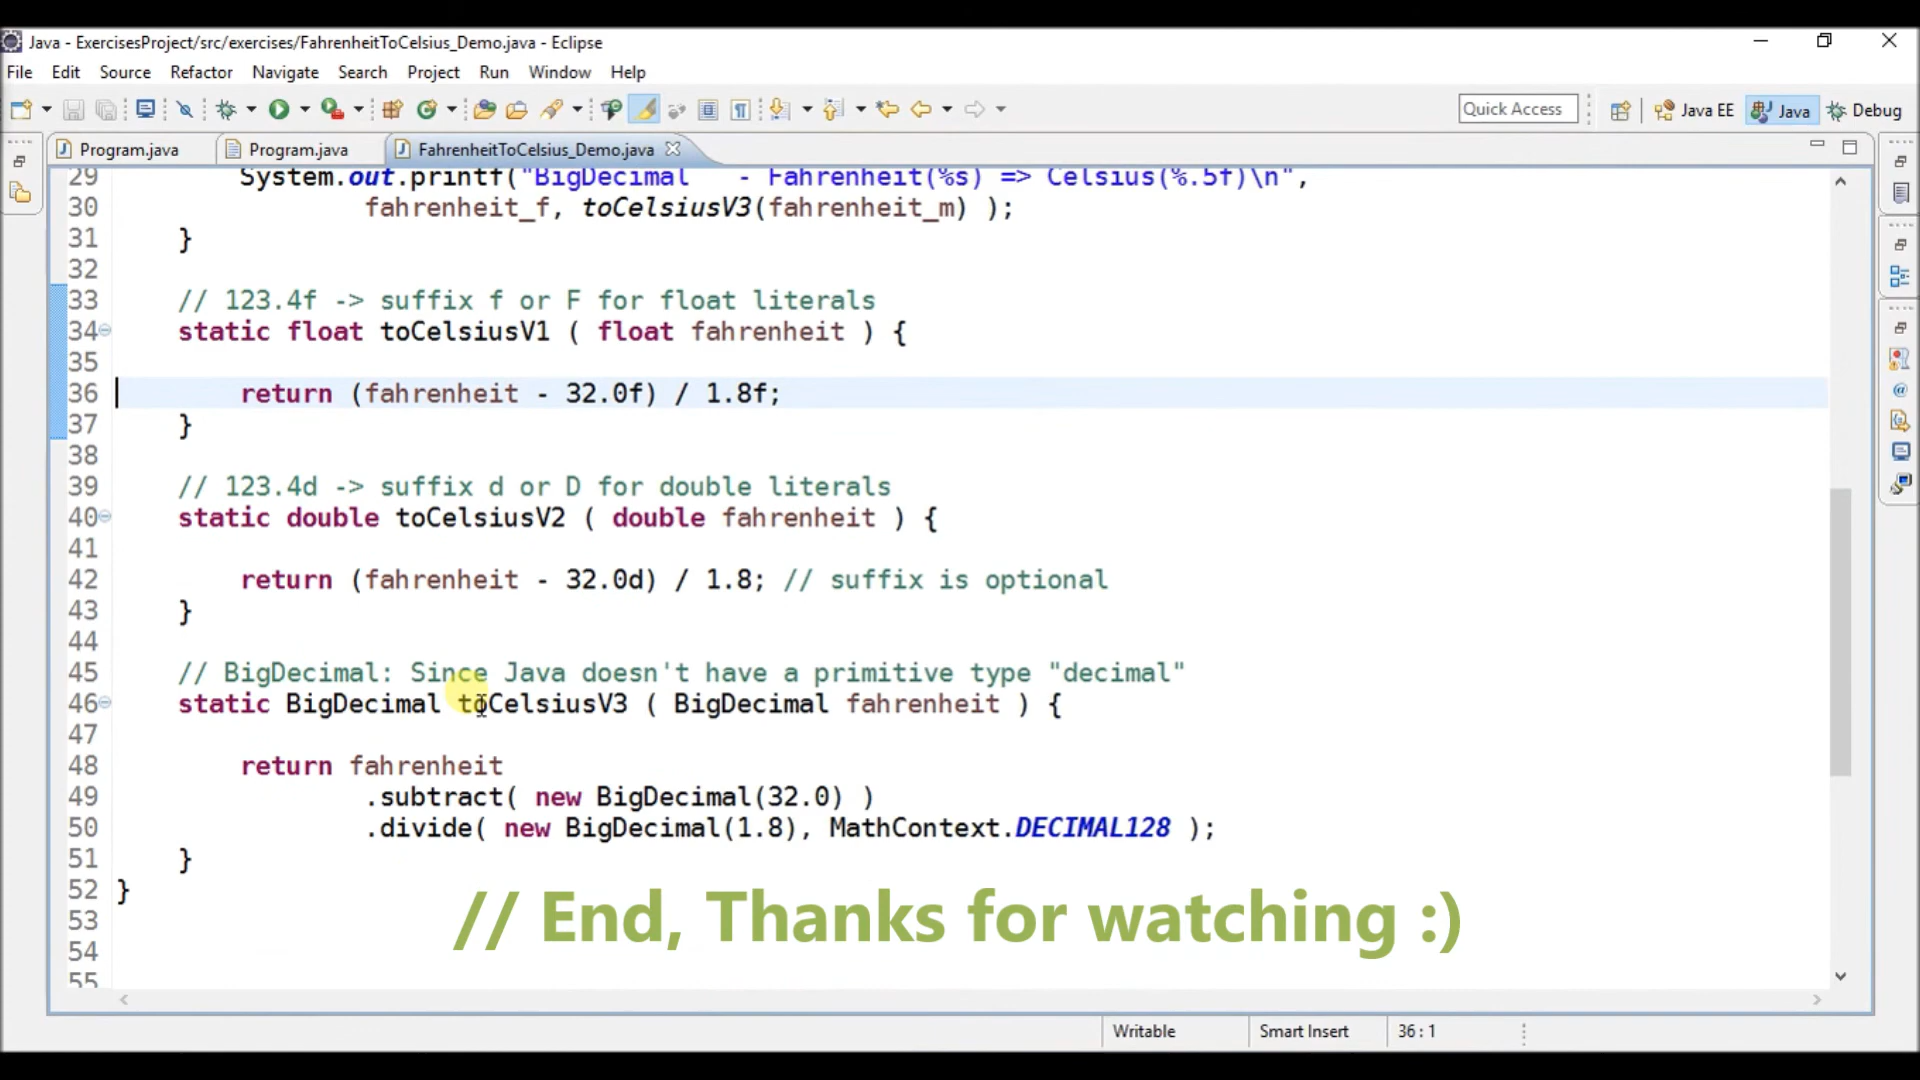 Java - ExercisesProject/src/exercises/FahrenheitToCelsius_Demo.java - Eclipse
File Edit Source Refactor Navigate Search Project Run Window Help
Quick Access Java EE Java Debug
Program.java Program.java FahrenheitToCelsius_Demo.java
29 System.out.printf("BigDecimal - Fahrenheit(%s) => Celsius(%.5f)\n",
30 fahrenheit_f, toCelsiusV3(fahrenheit_m) );
31 }
32
33 // 123.4f -> suffix f or F for float literals
34 static float toCelsiusV1 ( float fahrenheit ) {
35
36 return (fahrenheit - 32.0f) / 1.8f;
37 }
38
39 // 123.4d -> suffix d or D for double literals
40 static double toCelsiusV2 ( double fahrenheit ) {
41
42 return (fahrenheit - 32.0d) / 1.8; // suffix is optional
43 }
44
45 // BigDecimal: Since Java doesn't have a primitive type "decimal"
46 static BigDecimal toCelsiusV3 ( BigDecimal fahrenheit ) {
47
48 return fahrenheit
49 .subtract( new BigDecimal(32.0) )
50 .divide( new BigDecimal(1.8), MathContext.DECIMAL128 );
51 }
52 }
53
54
55
// End, Thanks for watching :)
Writable Smart Insert 36 : 1